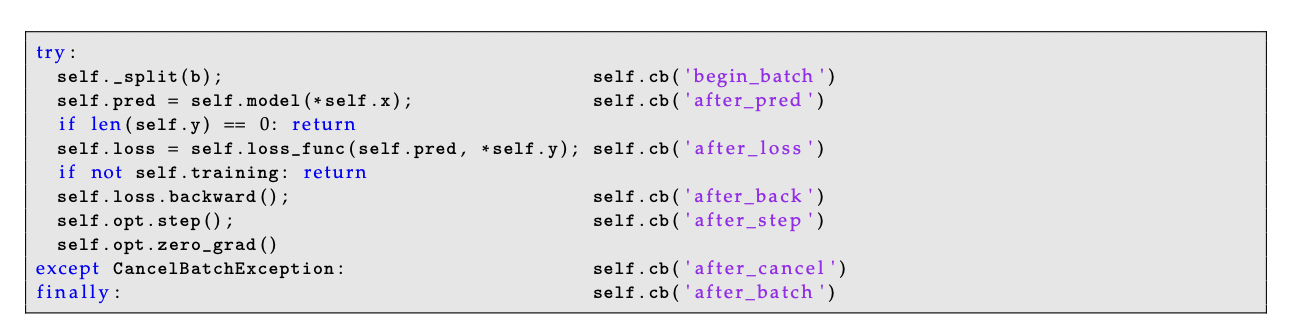 try:
  self._split(b);                                  self.cb('begin_batch')
  self.pred = self.model(*self.x);                 self.cb('after_pred')
  if len(self.y) == 0: return
  self.loss = self.loss_func(self.pred, *self.y);  self.cb('after_loss')
  if not self.training: return
  self.loss.backward();                            self.cb('after_back')
  self.opt.step();                                 self.cb('after_step')
  self.opt.zero_grad()
except CancelBatchException:                       self.cb('after_cancel')
finally:                                           self.cb('after_batch')